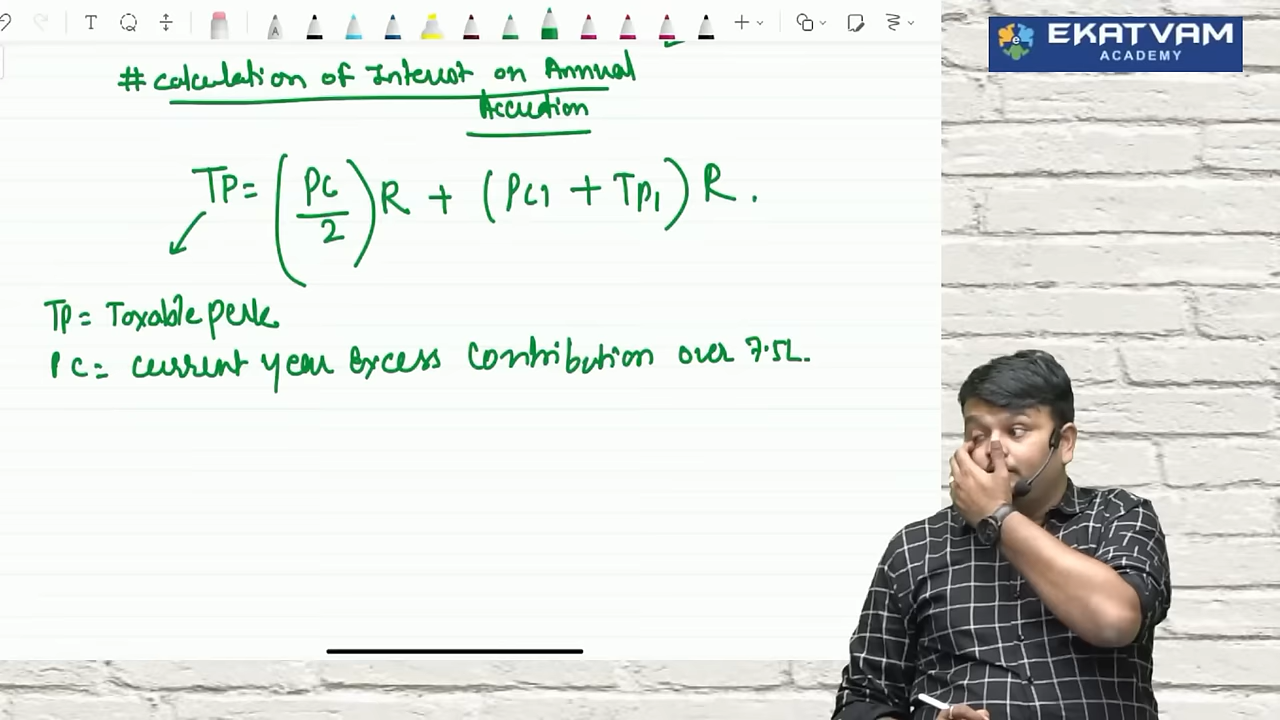 EKATVAM
ACADEMY
# Calculation of Interest on Annual
Accretion
TP = (PC/2) R + (PC1 + TP1) R.
TP = Taxable perk
PC = current year Excess Contribution over 7.5L.